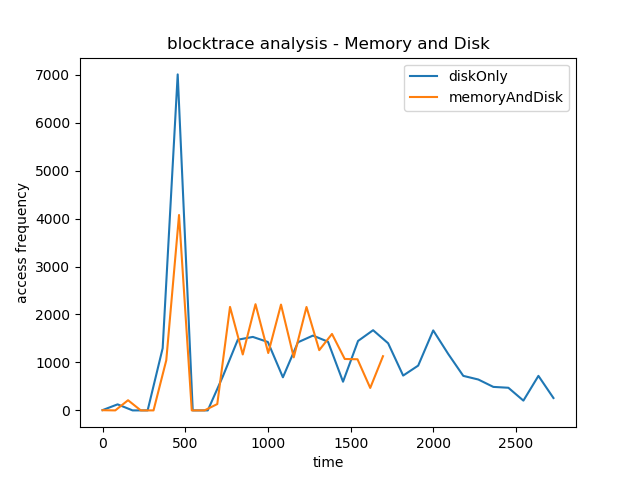 blocktrace analysis - Memory and Disk
diskOnly
memoryAndDisk
access frequency
7000
6000
5000
4000
3000
2000
1000
0
0 500 1000 1500 2000 2500
time